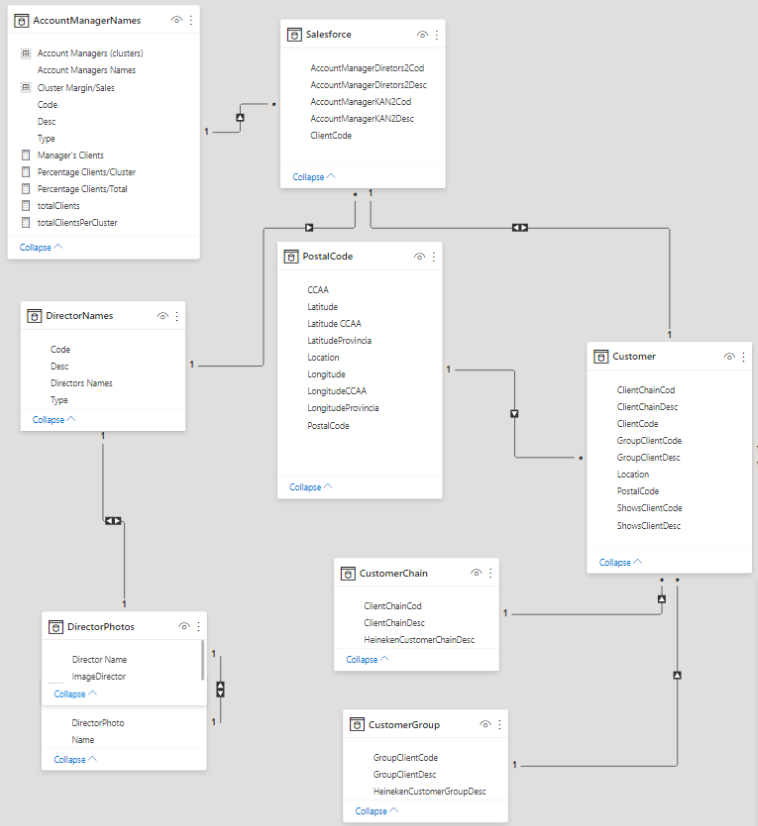 AccountManagerNames
Account Managers (clusters)
Account Managers Names
Cluster Margin/Sales
Code
Desc
Type
Manager's Clients
Percentage Clients/Cluster
Percentage Clients/Total
totalClients
totalClientsPerCluster
Collapse
Salesforce
AccountManagerDiretors2Cod
AccountManagerDiretors2Desc
AccountManagerKAN2Cod
AccountManagerKAN2Desc
ClientCode
Collapse
1
*
*
1
PostalCode
CCAA
Latitude
Latitude CCAA
LatitudeProvincia
Location
Longitude
LongitudeCCAA
LongitudeProvincia
PostalCode
Collapse
DirectorNames
Code
Desc
Directors Names
Type
Collapse
1
1
1
*
1
Customer
ClientChainCod
ClientChainDesc
ClientCode
GroupClientCode
GroupClientDesc
Location
PostalCode
ShowsClientCode
ShowsClientDesc
Collapse
*
*
1
DirectorPhotos
Director Name
ImageDirector
Collapse
DirectorPhoto
Name
Collapse
1
1
CustomerChain
ClientChainCod
ClientChainDesc
HeinekenCustomerChainDesc
Collapse
1
CustomerGroup
GroupClientCode
GroupClientDesc
HeinekenCustomerGroupDesc
Collapse
1